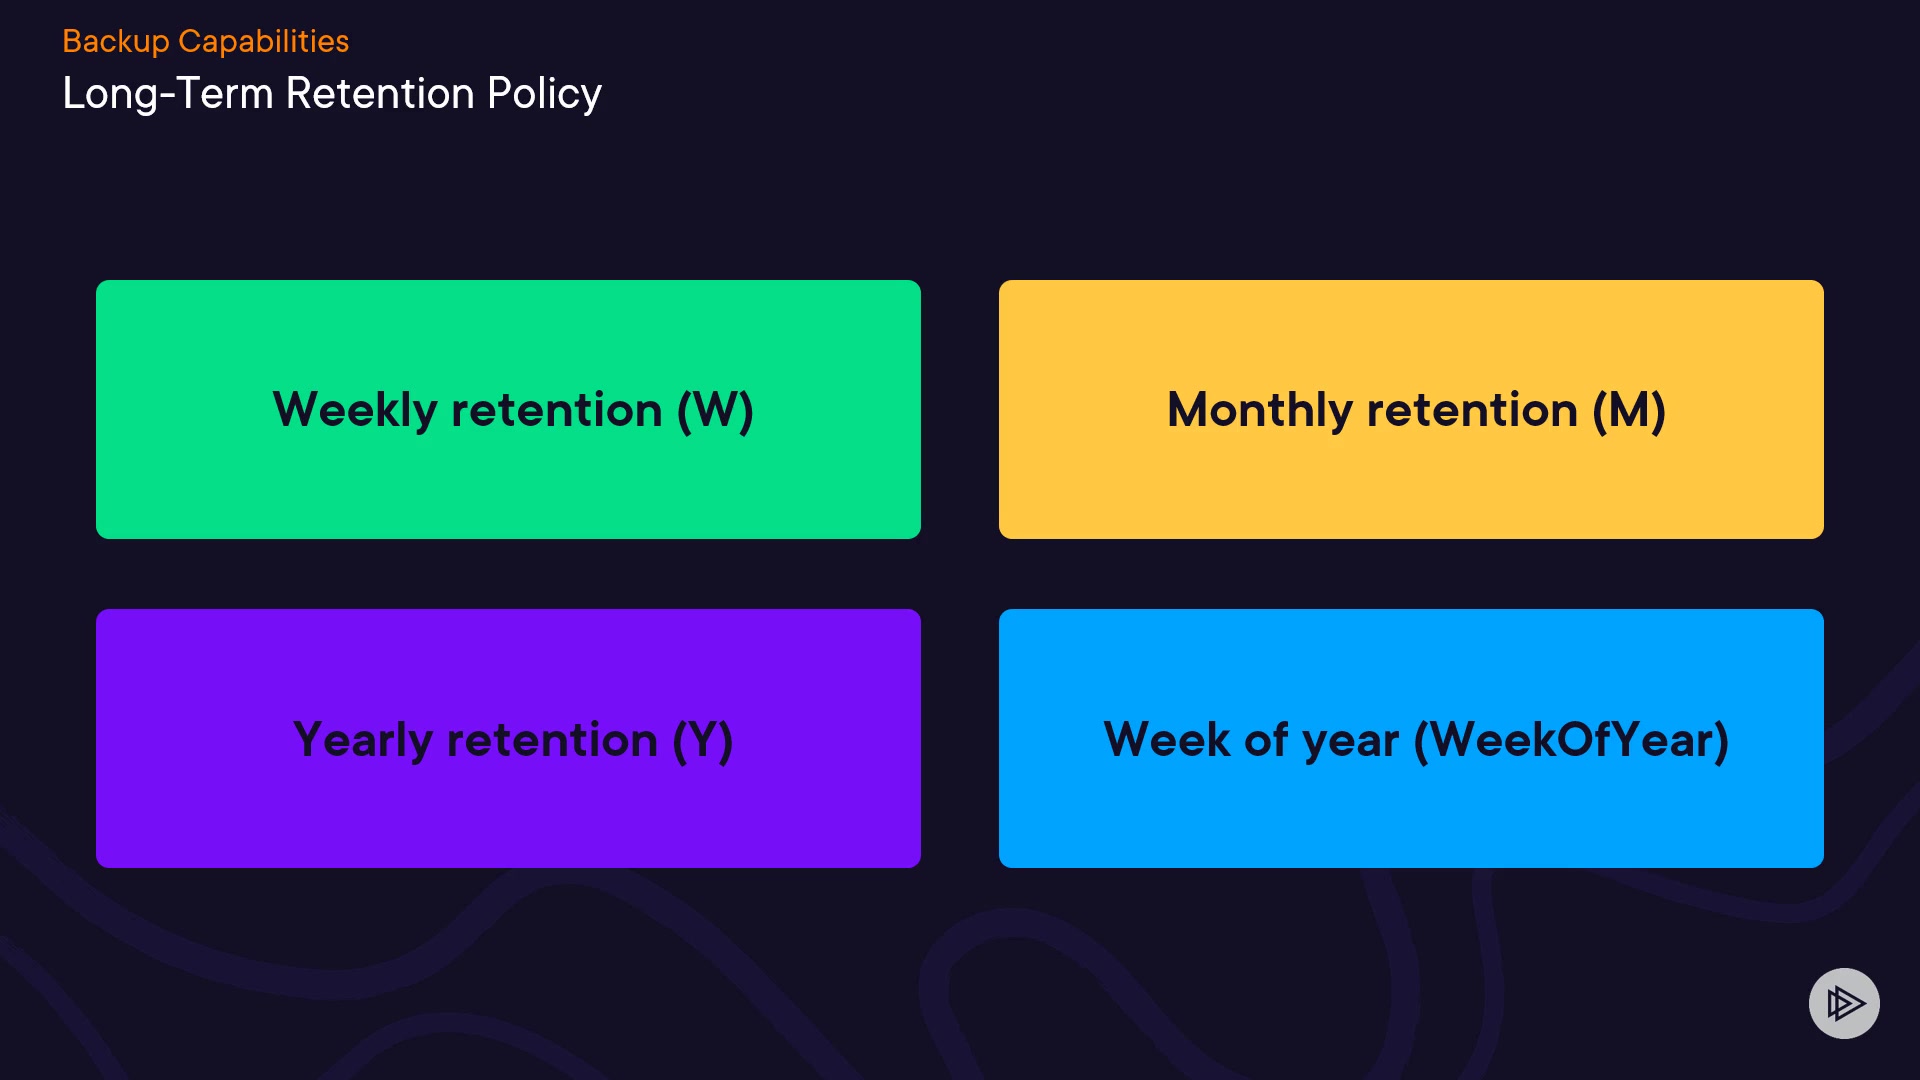 Backup Capabilities
Long-Term Retention Policy
Weekly retention (W)
Monthly retention (M)
Yearly retention (Y)
Week of year (WeekOfYear)